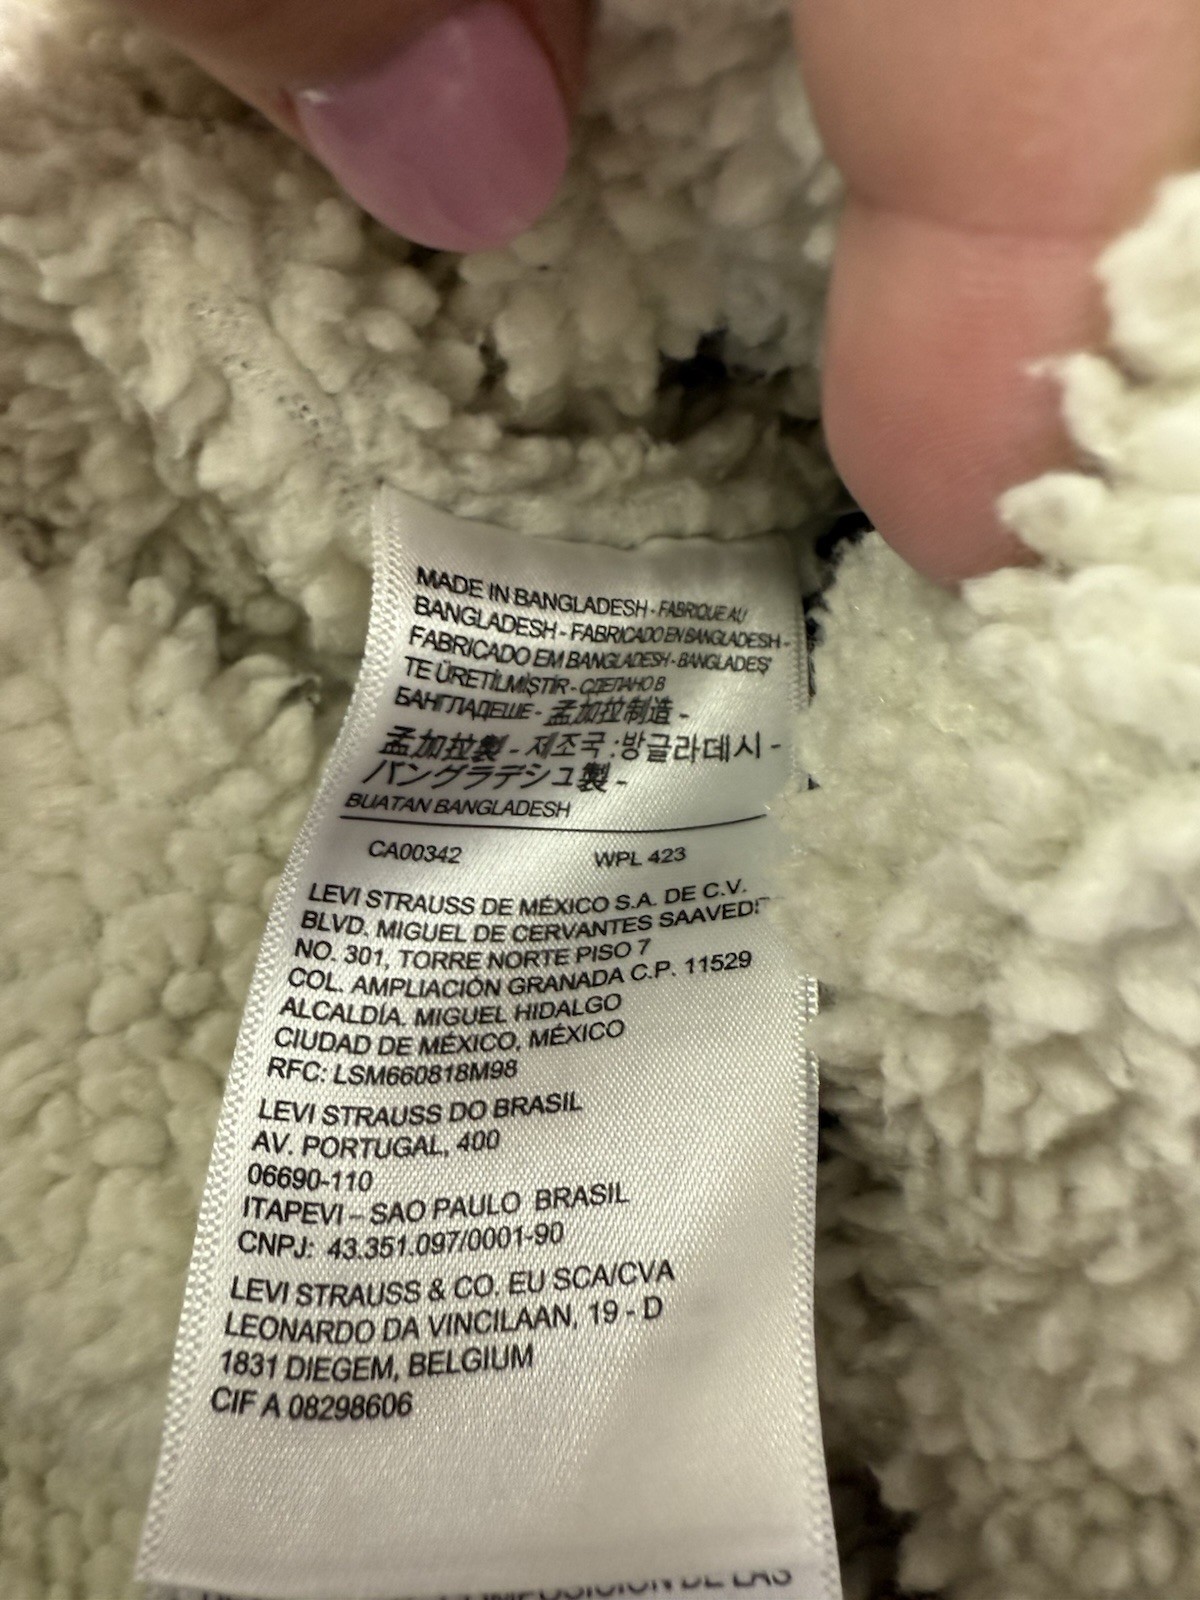 MADE IN BANGLADESH - FABRIQUE AU
BANGLADESH - FABRICADO EN BANGLADESH -
FABRICADO EM BANGLADESH - BANGLADEŞ'
TE ÜRETİLMİŞTİR - СДЕЛАНО В
БАНГЛАДЕШЕ - 孟加拉制造 -
孟加拉製 - 제조국 :방글라데시 -
バングラデシュ製 -
BUATAN BANGLADESH
CA00342 WPL 423
LEVI STRAUSS DE MÉXICO S.A. DE C.V.
BLVD. MIGUEL DE CERVANTES
NO. 301, TORRE NORTE PISO 7
COL. AMPLIACIÓN GRANADA C.P. 11529
ALCALDÍA. MIGUEL HIDALGO
CIUDAD DE MÉXICO, MÉXICO
RFC: LSM660818M98
LEVI STRAUSS DO BRASIL
AV. PORTUGAL, 400
06690-110
ITAPEVI – SAO PAULO BRASIL
CNPJ: 43.351.097/0001-90
LEVI STRAUSS & CO. EU SCA/CVA
LEONARDO DA VINCILAAN, 19 - D
1831 DIEGEM, BELGIUM
CIF A 08298606
DE LAS